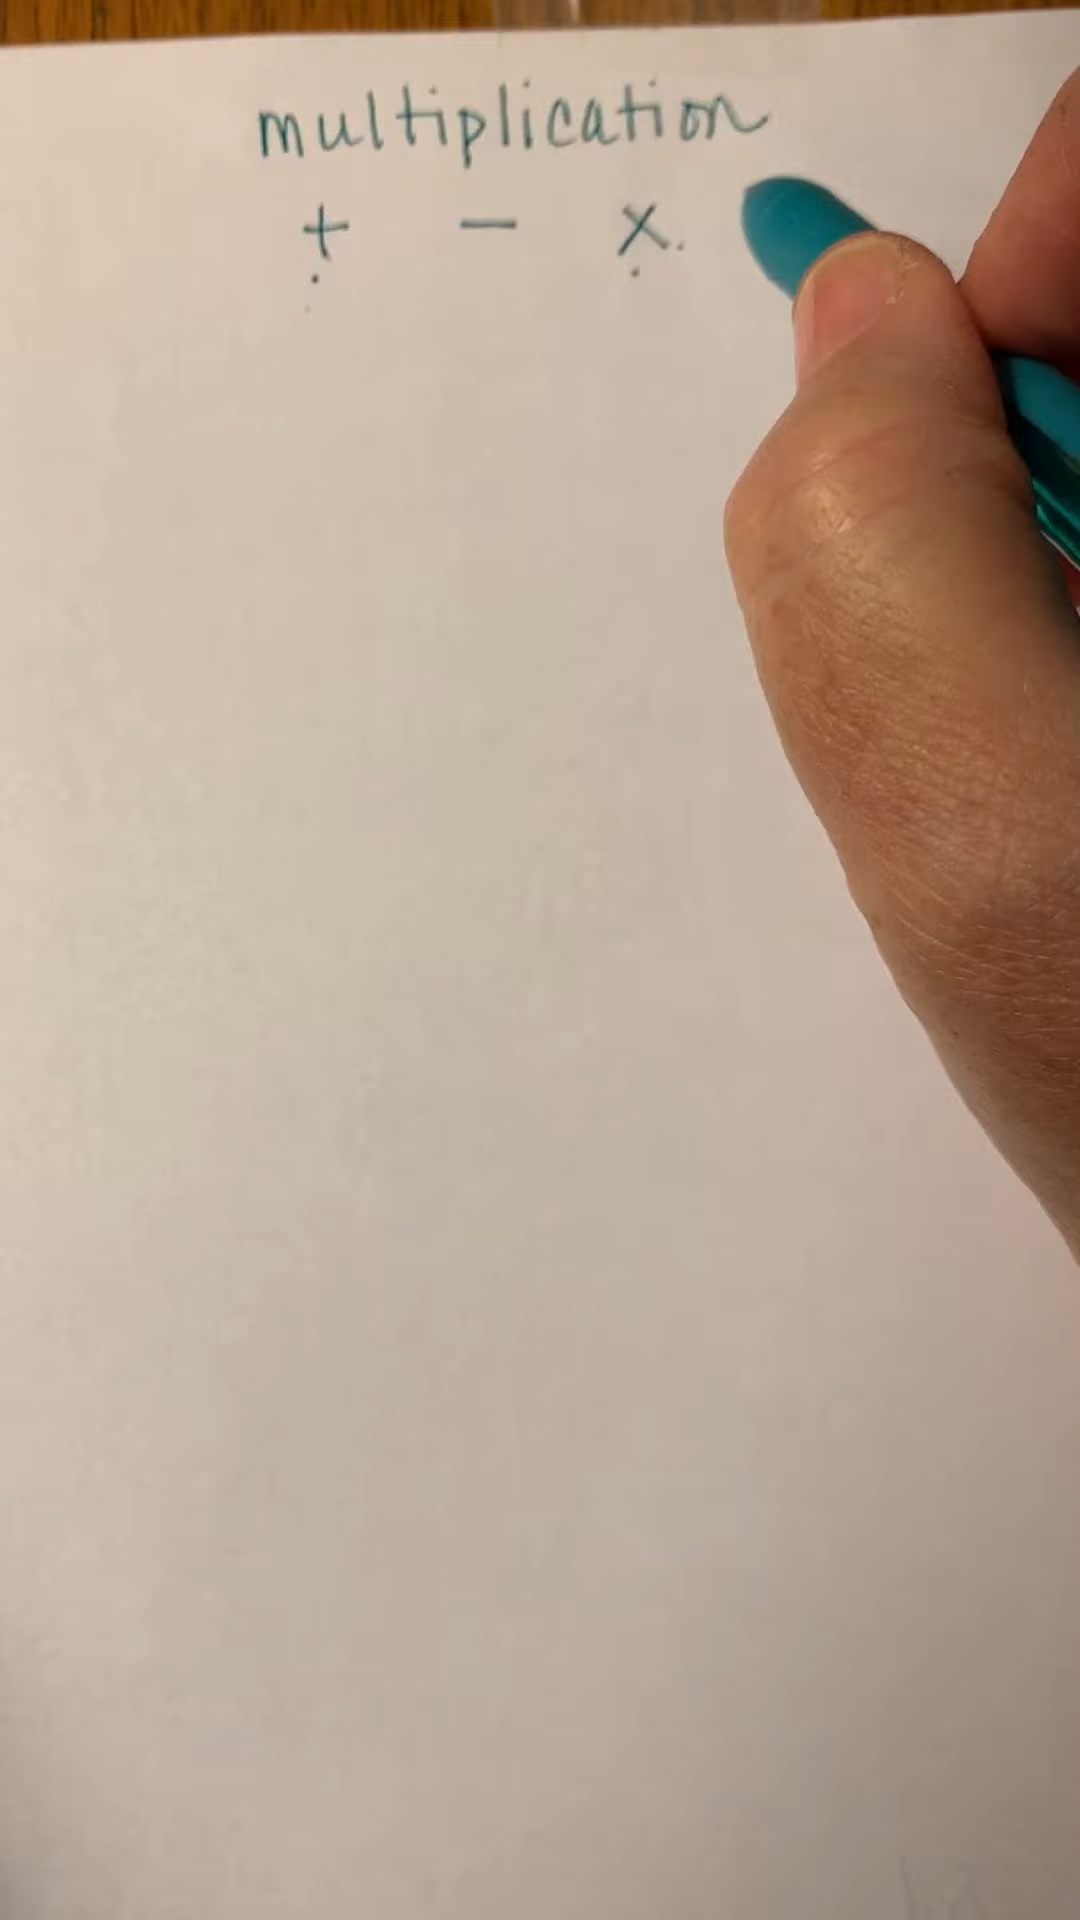 multiplication
+ - x